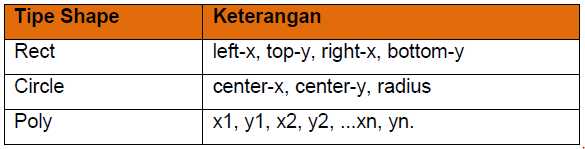 Tipe Shape Keterangan
Rect left-x, top-y, right-x, bottom-y
Circle center-x, center-y, radius
Poly x1, y1, x2, y2, ...xn, yn.